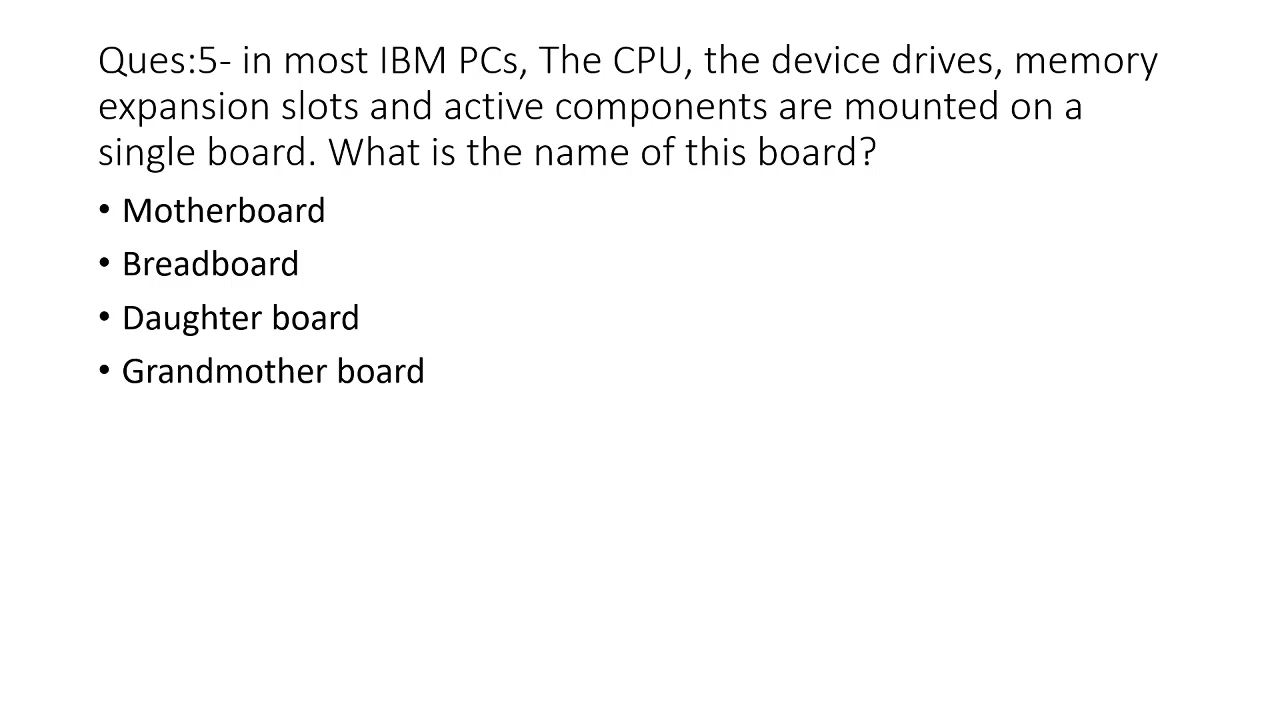 Ques:5- in most IBM PCs, The CPU, the device drives, memory
expansion slots and active components are mounted on a
single board. What is the name of this board?
• Motherboard
• Breadboard
• Daughter board
• Grandmother board